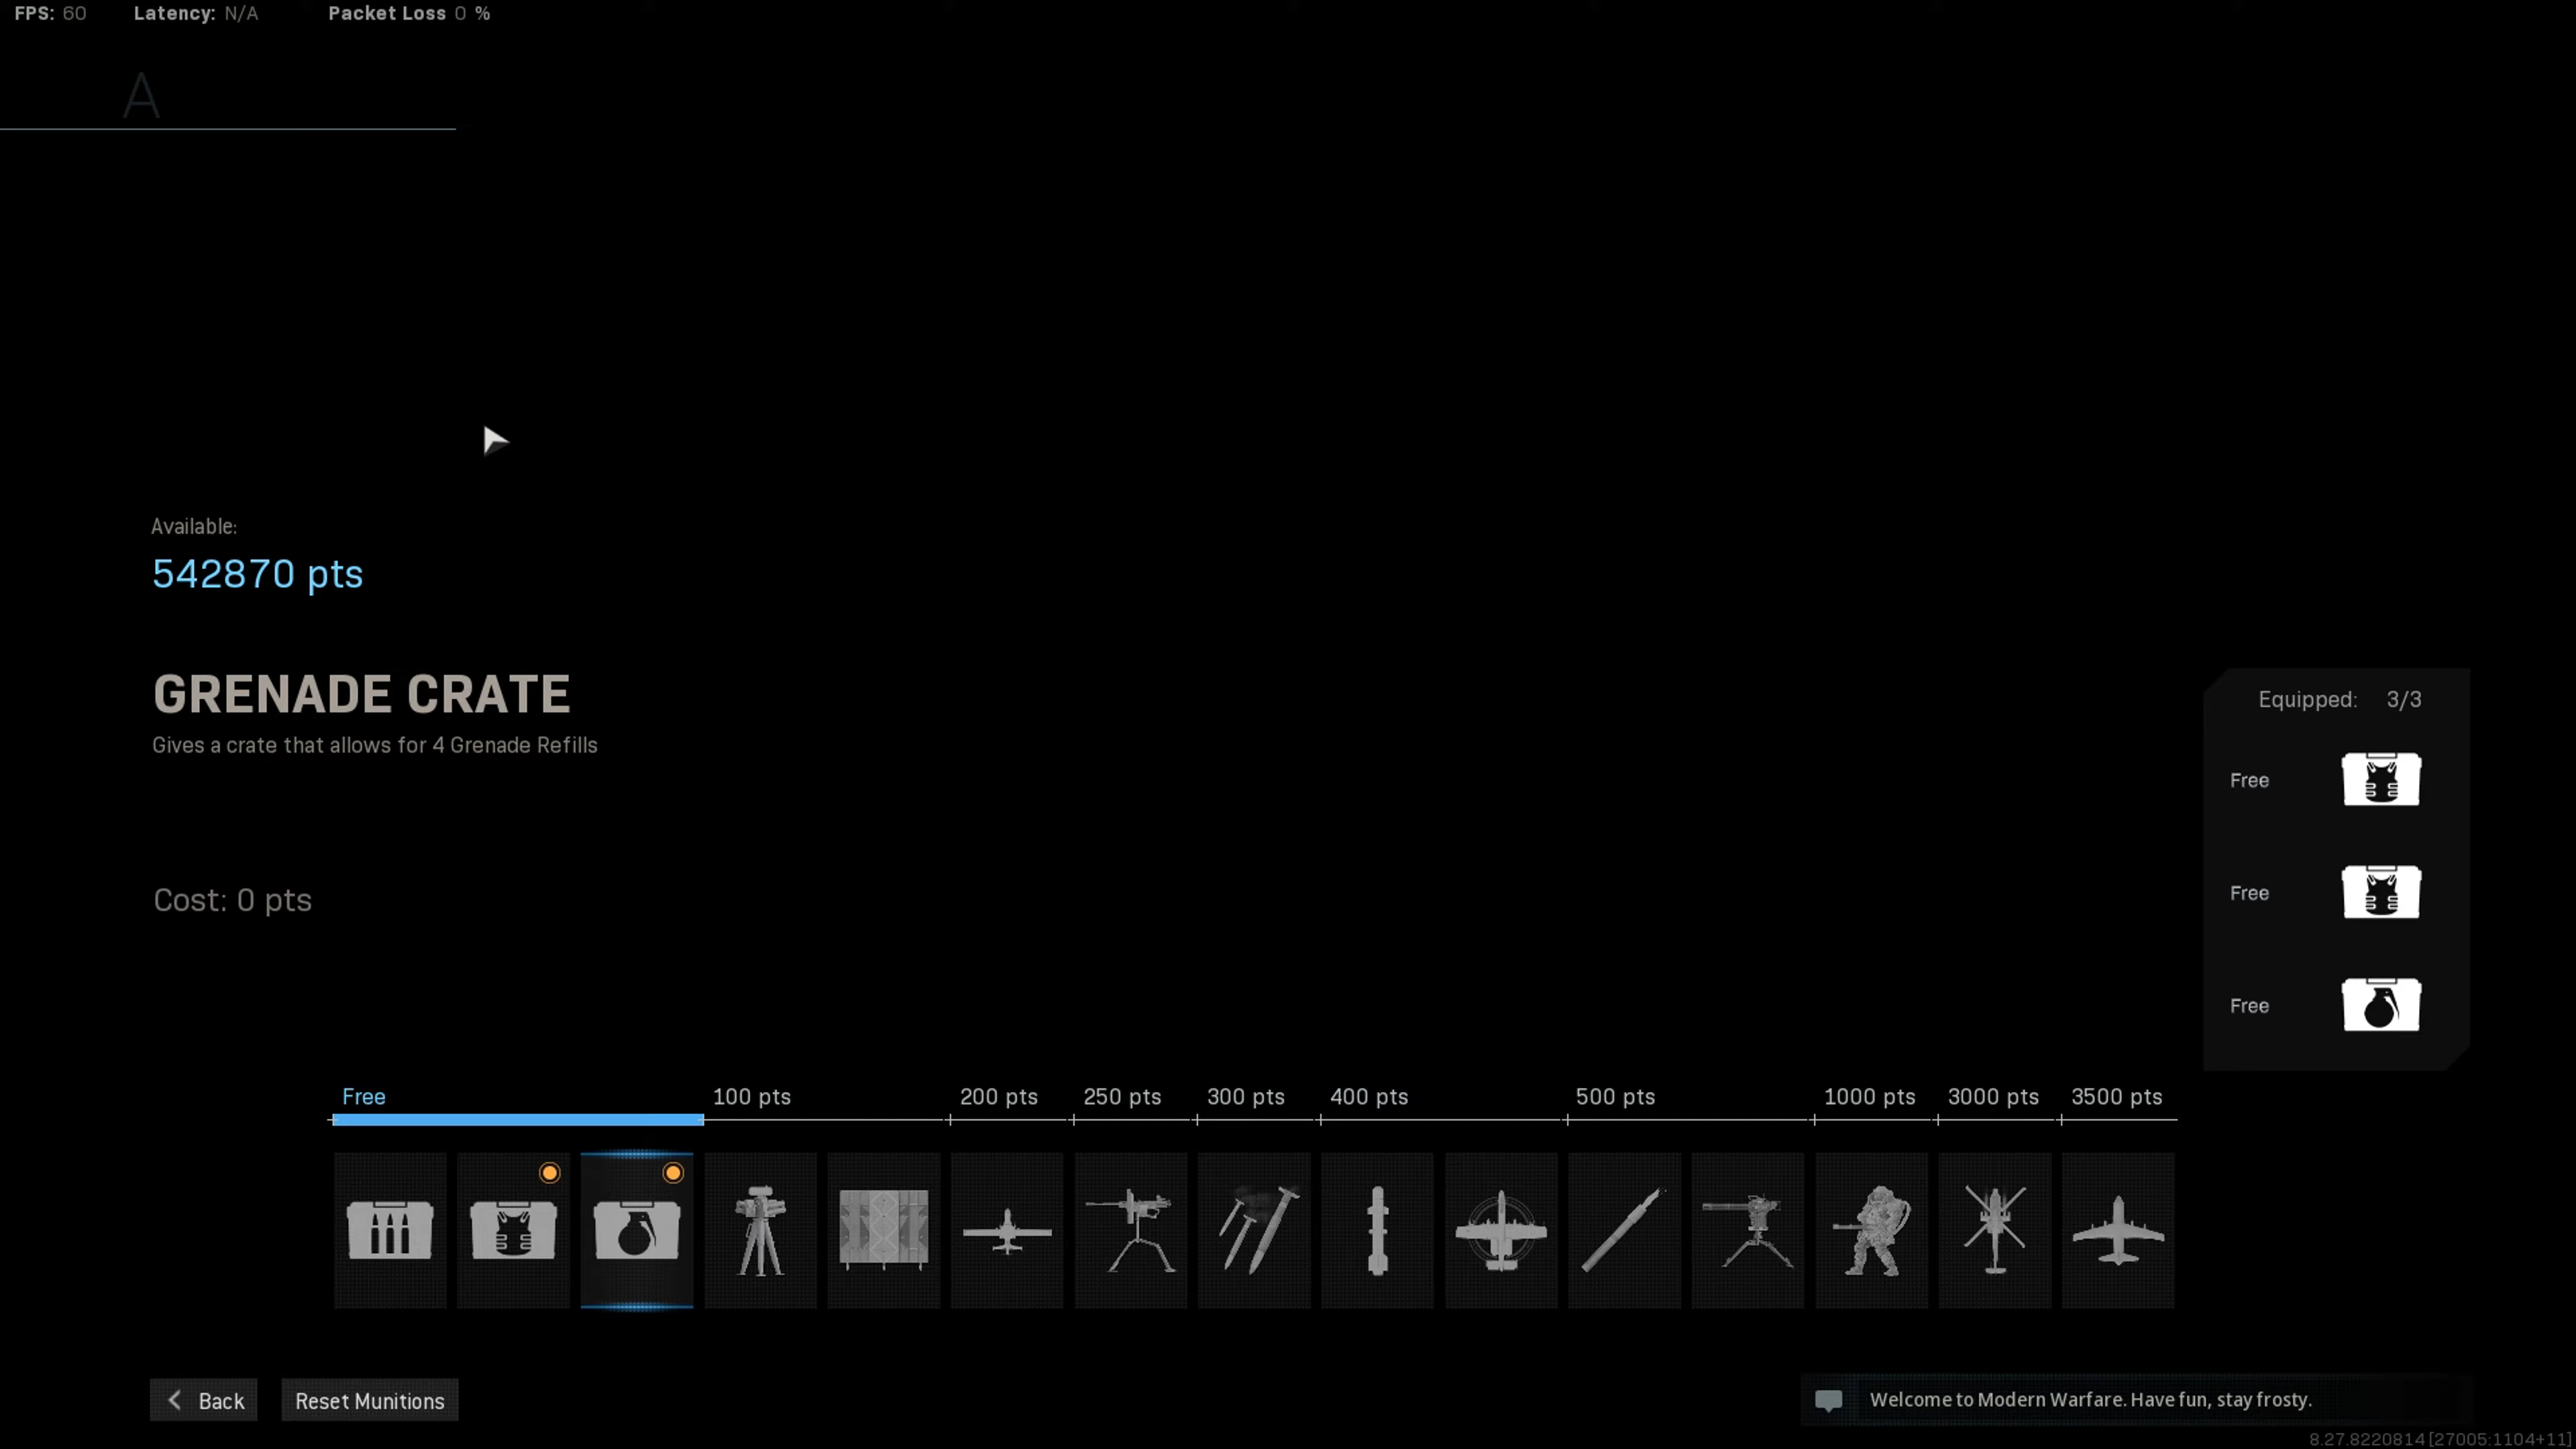 FPS: 60 Latency: N/A Packet Loss 0 %
A
Available:
542870 pts
GRENADE CRATE
Gives a crate that allows for 4 Grenade Refills
Cost: 0 pts
Equipped: 3/3
Free
Free
Free
Free 100 pts 200 pts 250 pts 300 pts 400 pts 500 pts 1000 pts 3000 pts 3500 pts
Back Reset Munitions
Welcome to Modern Warfare. Have fun, stay frosty.
8.27.8220814 [27005:1104+11]